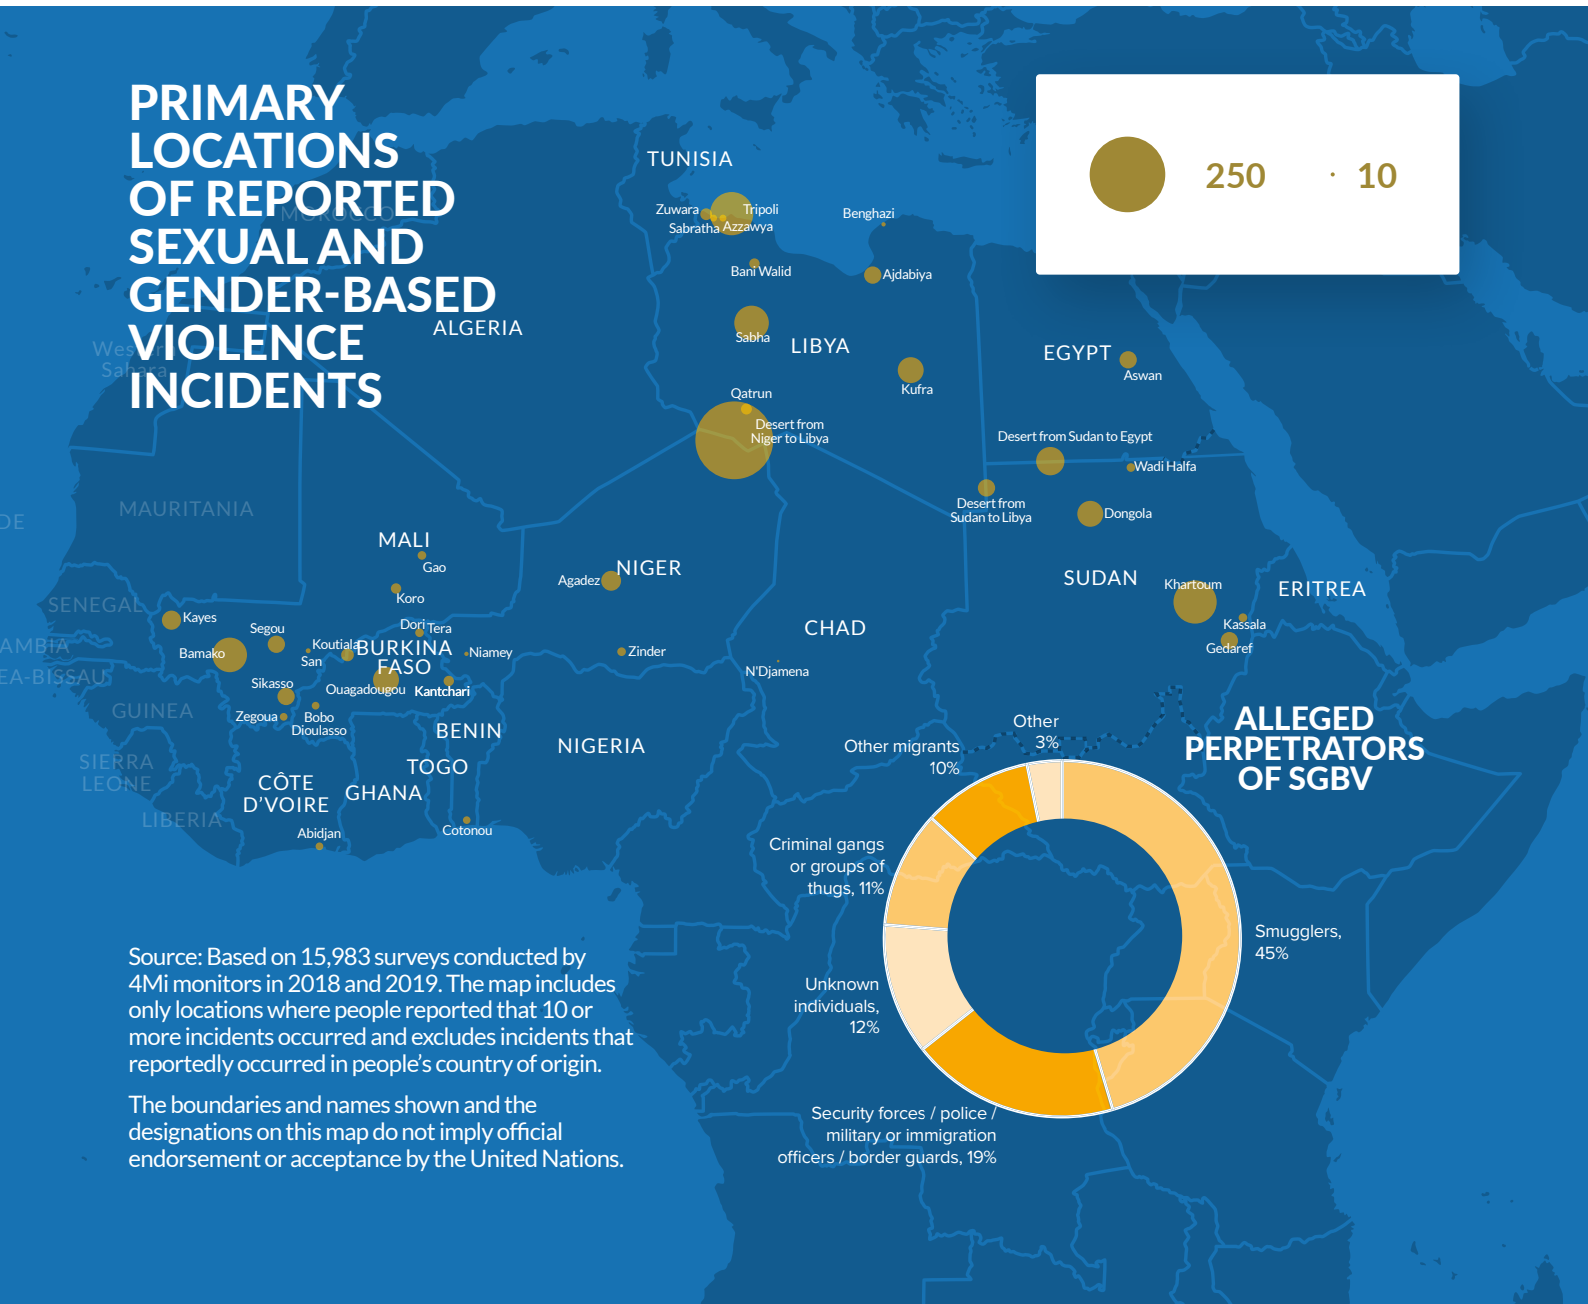 PRIMARY
LOCATIONS
OF REPORTED
SEXUAL AND
GENDER-BASED
VIOLENCE
INCIDENTS
250
10
TUNISIA
MOROCCO
Zuwara
Tripoli
Sabratha
Azzawya
Benghazi
Bani Walid
Ajdabiya
ALGERIA
Western
Sahara
Sabha
LIBYA
EGYPT
Aswan
Kufra
Qatrun
Desert from
Niger to Libya
Desert from Sudan to Egypt
Wadi Halfa
Desert from
Sudan to Libya
Dongola
MAURITANIA
DE
MALI
Gao
NIGER
Agadez
Koro
SUDAN
Khartoum
ERITREA
Kassala
Gedaref
SENEGAL
Kayes
Segou
Dori
Tera
CHAD
AMBIA
Bamako
Koutiala
San
BURKINA
FASO
Niamey
Zinder
N'Djamena
EA-BISSAU
Sikasso
Ouagadougou
Kantchari
GUINEA
Zegoua
Bobo
Dioulasso
BENIN
NIGERIA
SIERRA
LEONE
TOGO
CÔTE
D'VOIRE
GHANA
LIBERIA
Abidjan
Cotonou
ALLEGED
PERPETRATORS
OF SGBV
Other
3%
Other migrants
10%
Criminal gangs
or groups of
thugs, 11%
Smugglers,
45%
Unknown
individuals,
12%
Security forces / police /
military or immigration
officers / border guards, 19%
Source: Based on 15,983 surveys conducted by
4Mi monitors in 2018 and 2019. The map includes
only locations where people reported that 10 or
more incidents occurred and excludes incidents that
reportedly occurred in people's country of origin.
The boundaries and names shown and the
designations on this map do not imply official
endorsement or acceptance by the United Nations.